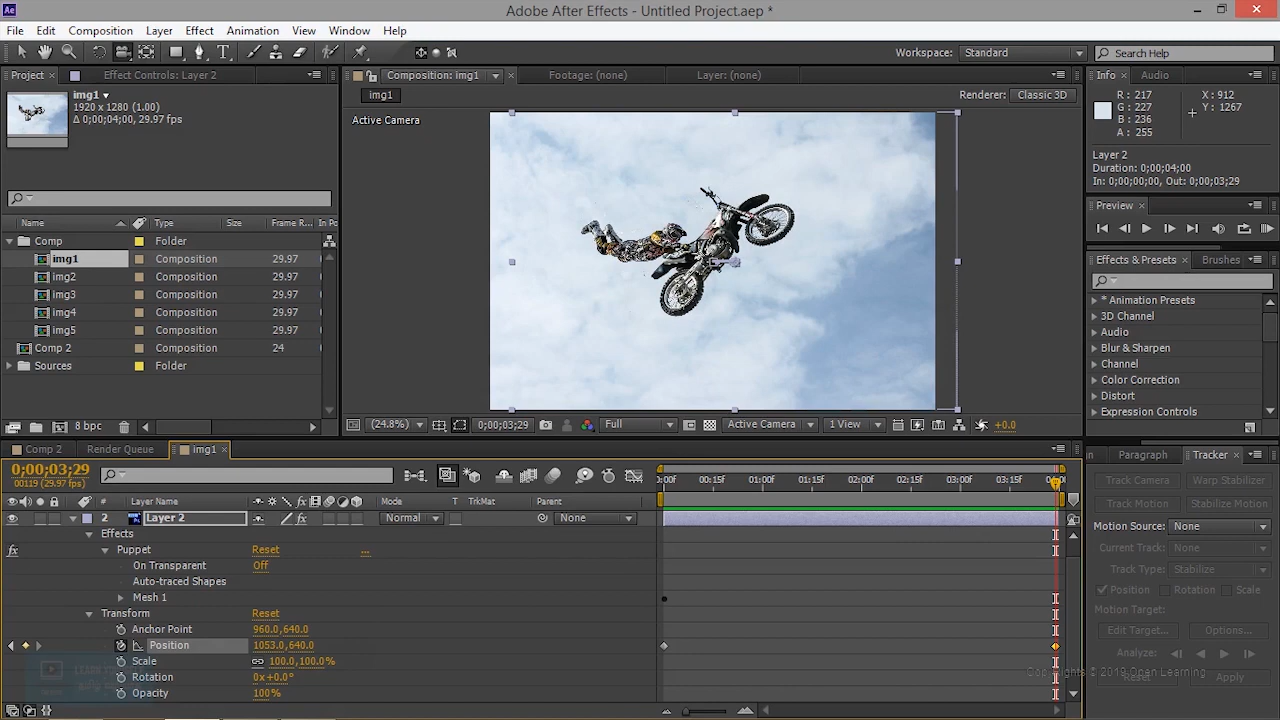 Adobe After Effects - Untitled Project.aep *
File Edit Composition Layer Effect Animation View Window Help
Workspace: Standard Search Help
Project Effect Controls: Layer 2 Composition: img1 Footage: (none) Layer: (none) Info Audio
img1
1920 x 1280 (1.00)
Δ 0;00;04;00, 29.97 fps
img1 Renderer: Classic 3D
Active Camera
R : 217
G : 227
B : 236
A : 255
X : 912
Y : 1267
Layer 2
Duration: 0;00;04;00
In: 0;00;00;00, Out: 0;00;03;29
Preview
Name Type Size Frame R... In Po
Comp Folder
img1 Composition 29.97
img2 Composition 29.97
img3 Composition 29.97
img4 Composition 29.97
img5 Composition 29.97
Comp 2 Composition 24
Sources Folder
Effects & Presets Brushes
* Animation Presets
3D Channel
Audio
Blur & Sharpen
Channel
Color Correction
Distort
Expression Controls
8 bpc
(24.8%) 0;00;03;29 Full Active Camera 1 View +0.0
Comp 2 Render Queue img1
0;00;03;29
00119 (29.97 fps)
0:00f 00:15f 01:00f 01:15f 02:00f 02:15f 03:00f 03:15f
# Layer Name Mode T TrkMat Parent
2 Layer 2 Normal None
Effects
Puppet Reset ...
On Transparent Off
Auto-traced Shapes
Mesh 1
Transform Reset
Anchor Point 960.0,640.0
Position 1053.0,640.0
Scale 100.0,100.0%
Rotation 0x+0.0°
Opacity 100%
Paragraph Tracker
Track Camera Warp Stabilizer
Track Motion Stabilize Motion
Motion Source: None
Current Track: None
Track Type: Stabilize
Position Rotation Scale
Motion Target:
Edit Target... Options...
Analyze:
Reset Apply
© 2019 Open Learning